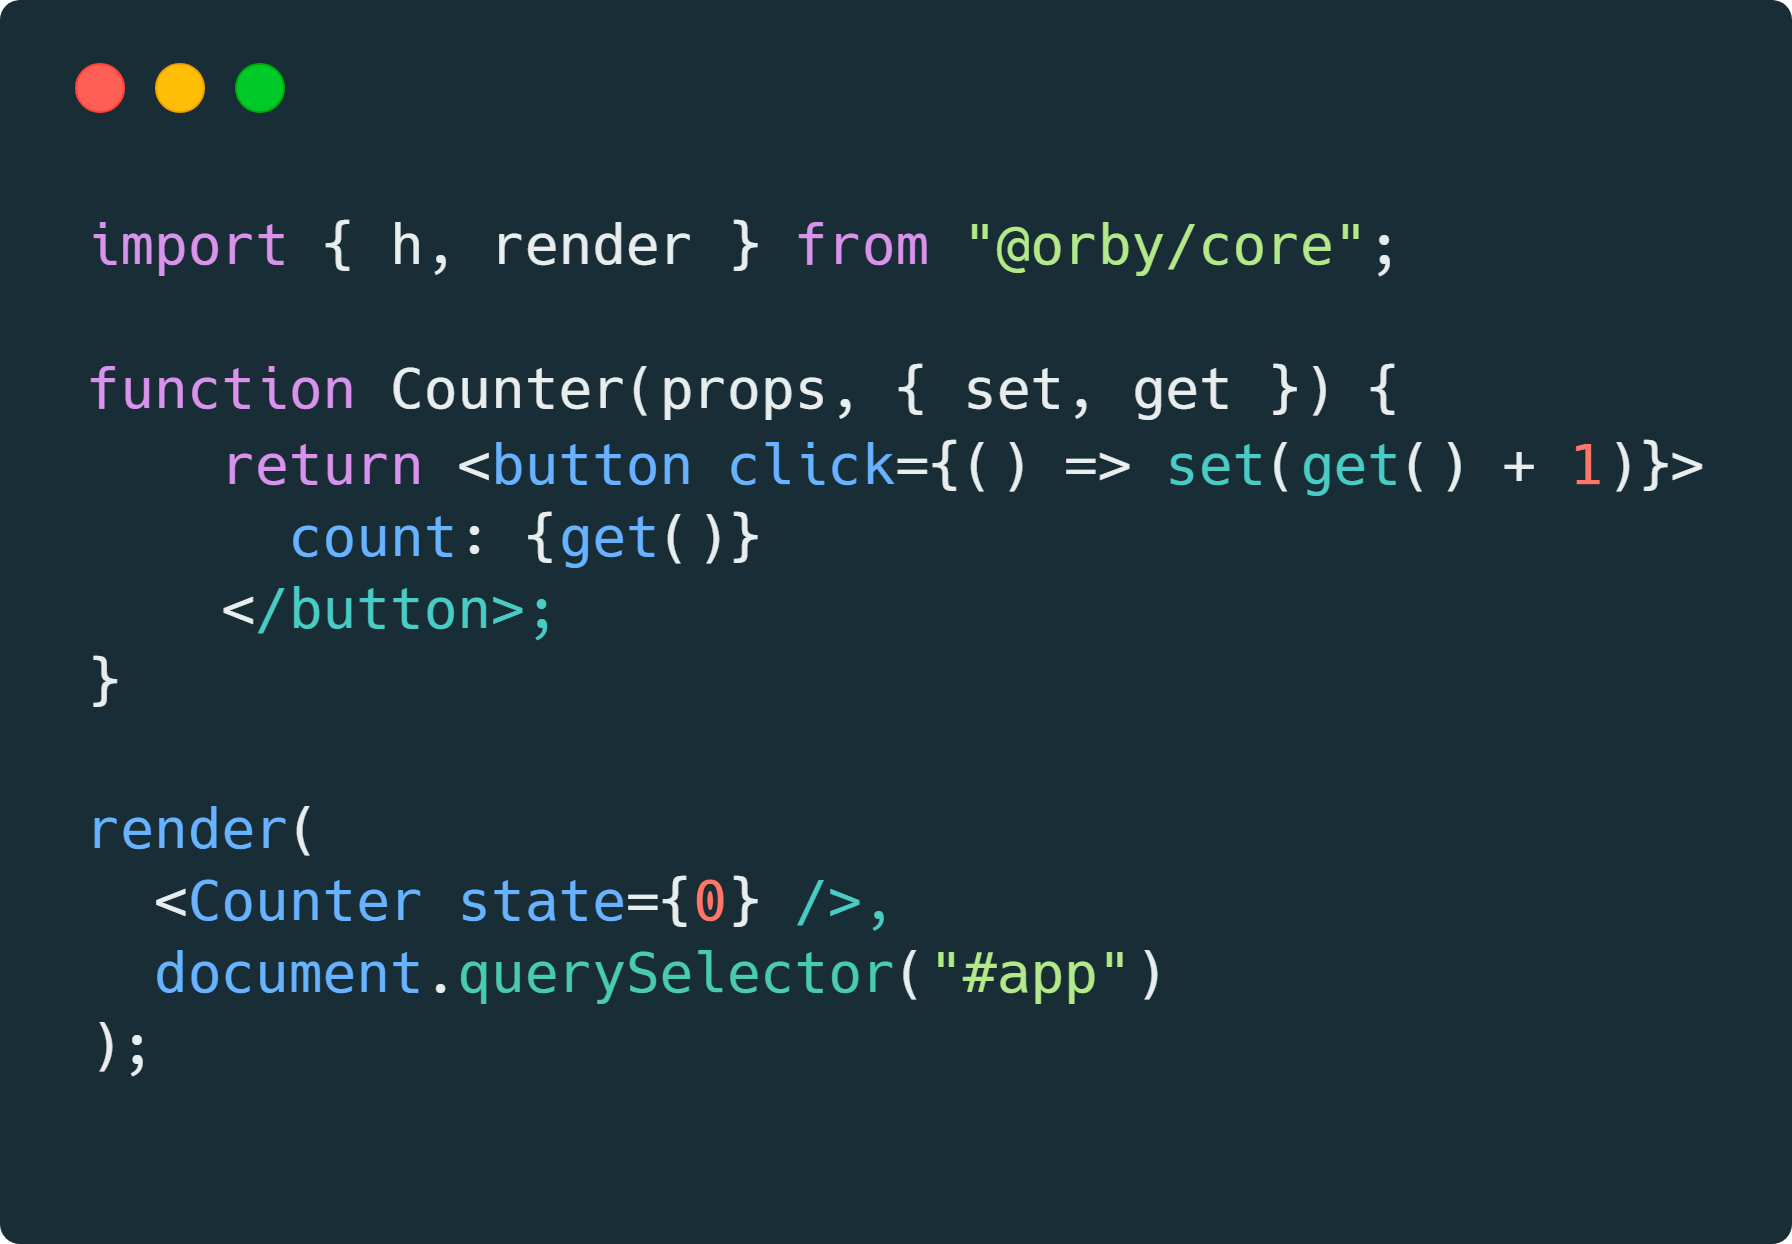 import { h, render } from "@orby/core";

function Counter(props, { set, get }) {
    return <button click={() => set(get() + 1)}>
      count: {get()}
    </button>;
}

render(
  <Counter state={0} />,
  document.querySelector("#app")
);